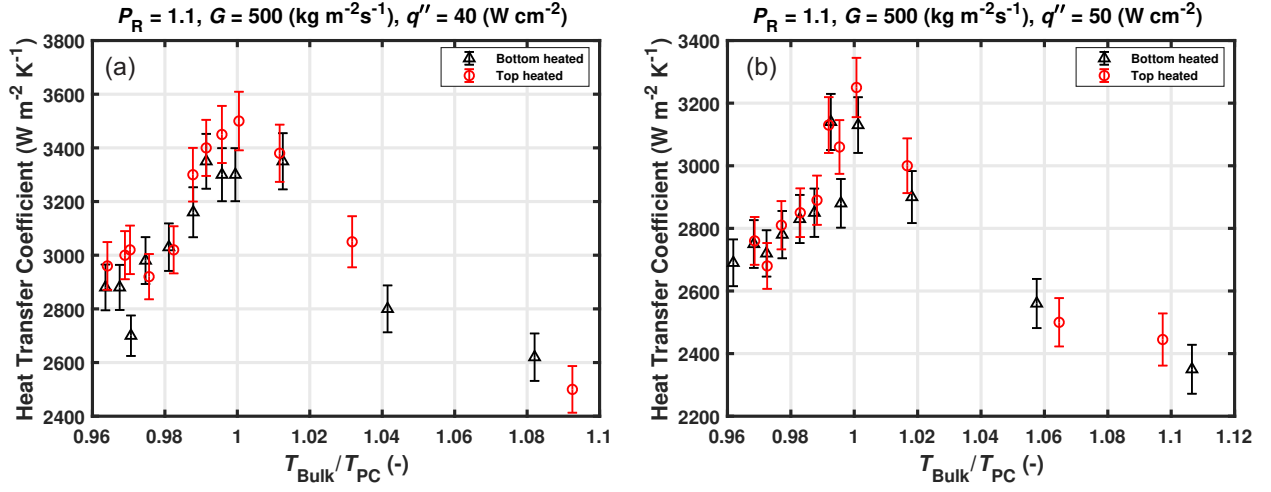 P_R = 1.1, G = 500 (kg m⁻²s⁻¹), q'' = 40 (W cm⁻²)
(a)
Bottom heated
Top heated
Heat Transfer Coefficient (W m⁻² K⁻¹)
3800
3600
3400
3200
3000
2800
2600
2400
0.96 0.98 1 1.02 1.04 1.06 1.08 1.1
T_Bulk/T_PC (-)
P_R = 1.1, G = 500 (kg m⁻²s⁻¹), q'' = 50 (W cm⁻²)
(b)
Bottom heated
Top heated
Heat Transfer Coefficient (W m⁻² K⁻¹)
3400
3200
3000
2800
2600
2400
2200
0.96 0.98 1 1.02 1.04 1.06 1.08 1.1 1.12
T_Bulk/T_PC (-)